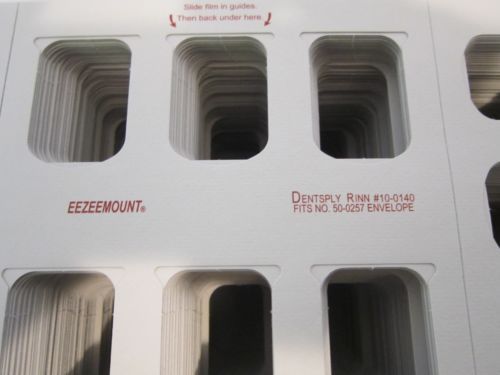 Slide film in guides.
Then back under here
EEZEEMOUNT®
DENTSPLY RINN #10-0140
FITS NO. 50-0257 ENVELOPE